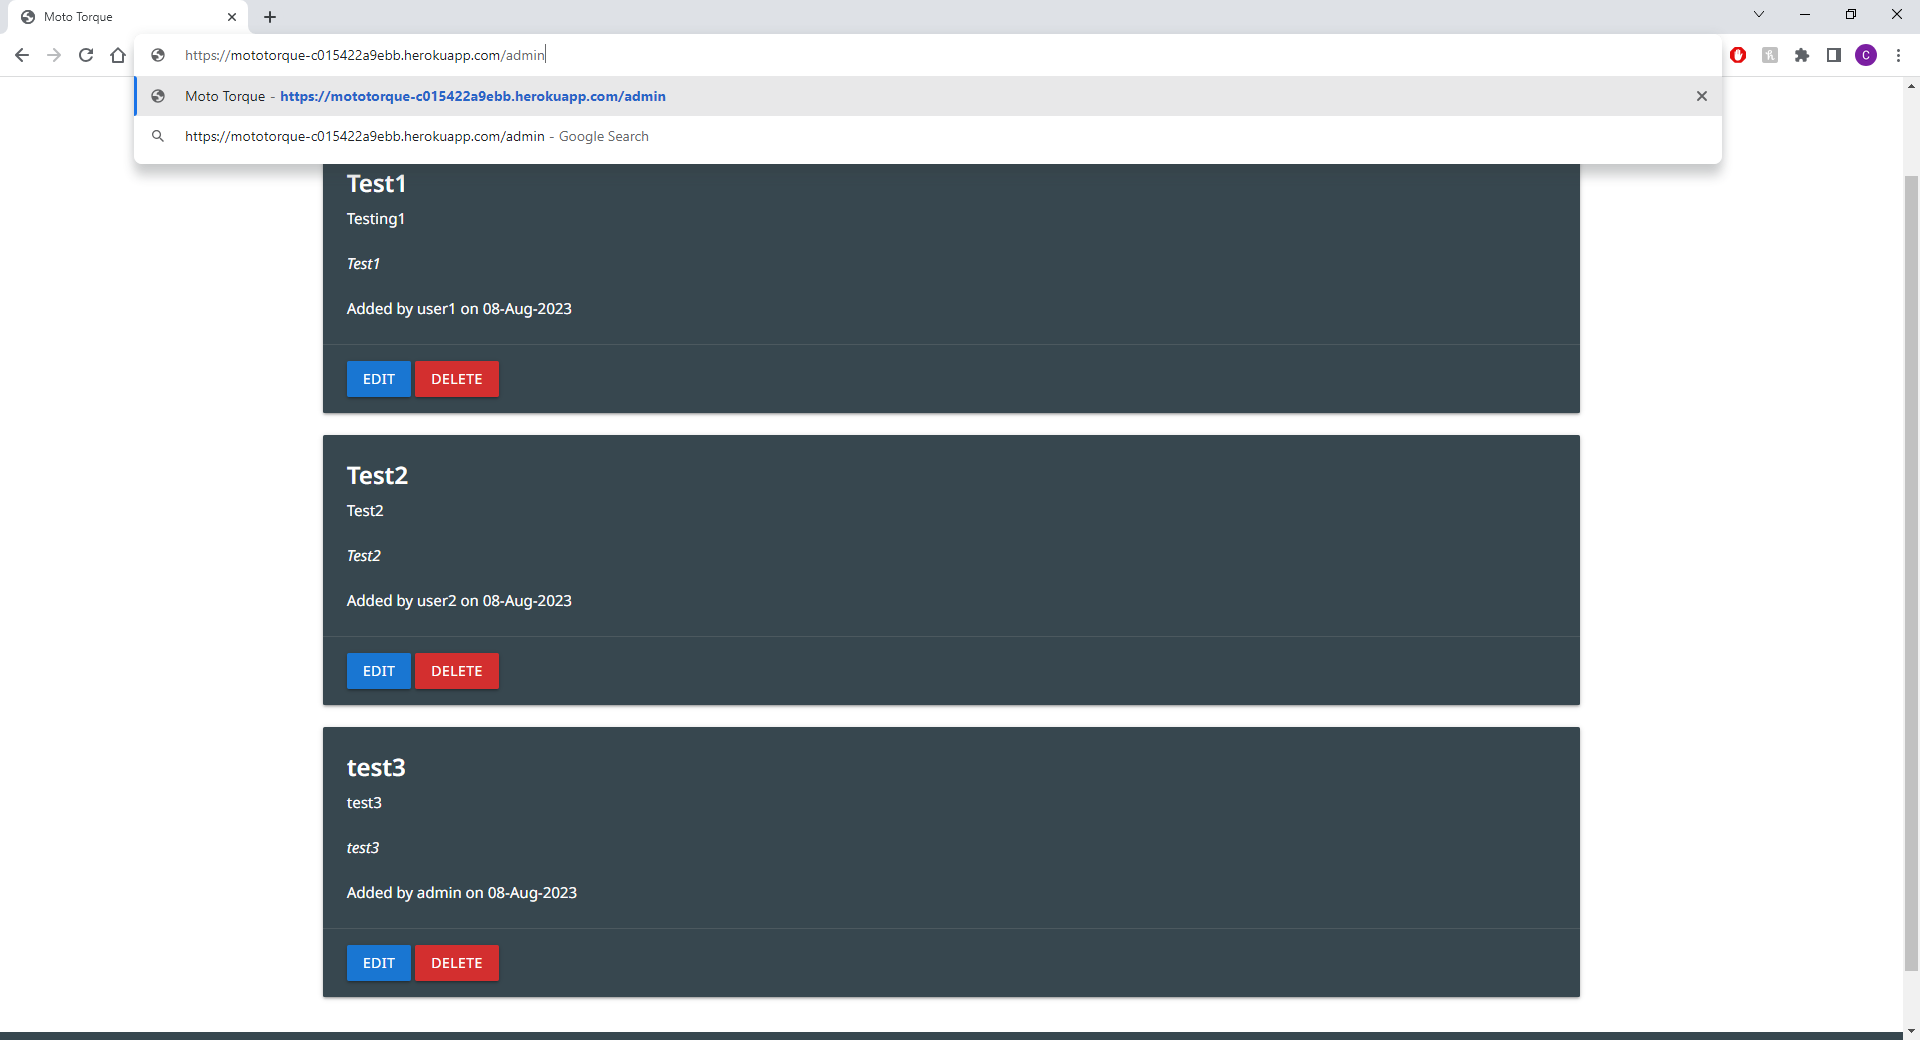 Moto Torque
https://mototorque-c015422a9ebb.herokuapp.com/admin
C
Moto Torque - https://mototorque-c015422a9ebb.herokuapp.com/admin
https://mototorque-c015422a9ebb.herokuapp.com/admin - Google Search
Test1
Testing1
Test1
Added by user1 on 08-Aug-2023
EDIT DELETE
Test2
Test2
Test2
Added by user2 on 08-Aug-2023
EDIT DELETE
test3
test3
test3
Added by admin on 08-Aug-2023
EDIT DELETE